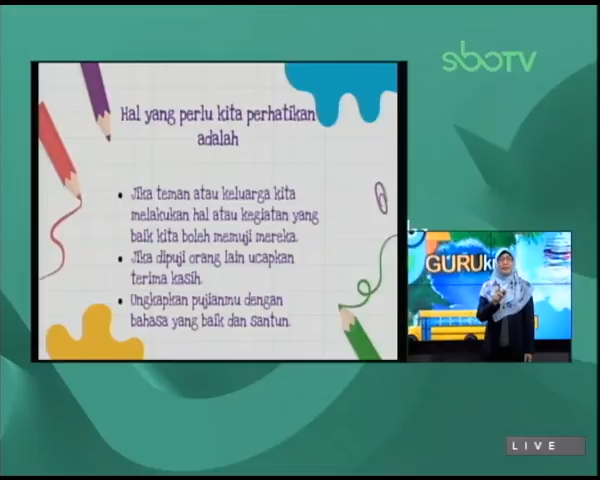 sboTV
Hal yang perlu kita perhatikan
adalah
Jika teman atau keluarga kita
melakukan hal atau kegiatan yang
baik kita boleh memuji mereka.
Jika dipuji orang lain ucapkan
terima kasih.
Ungkapkan pujianmu dengan
bahasa yang baik dan santun.
GURUku
LIVE